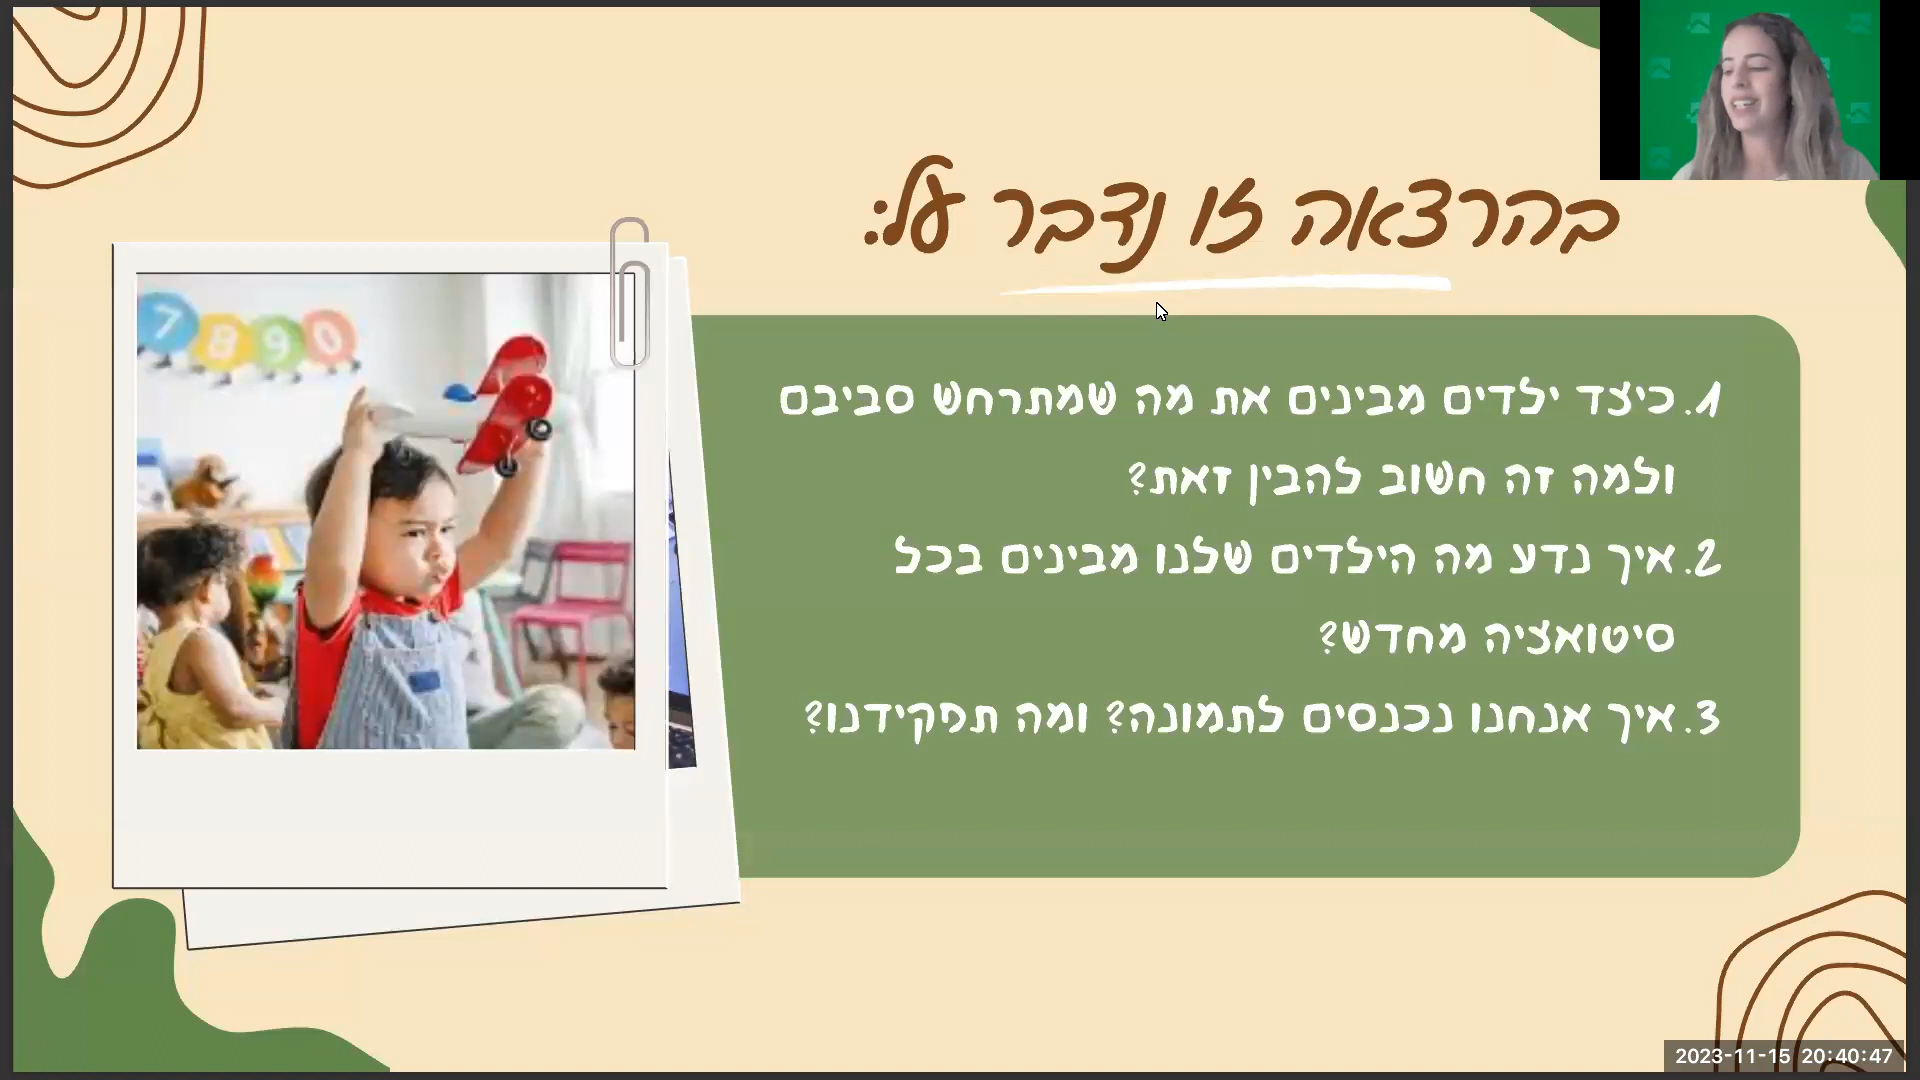 בהרצאה זו נדבר על:
1. כיצד ילדים מבינים את מה שמתרחש סביבם
ולמה זה חשוב להבין זאת?
2. איך נדע מה הילדים שלנו מבינים בכל
סיטואציה מחדש?
3. איך אנחנו נכנסים לתמונה? ומה תפקידנו?
7890
2023-11-15 20:40:47